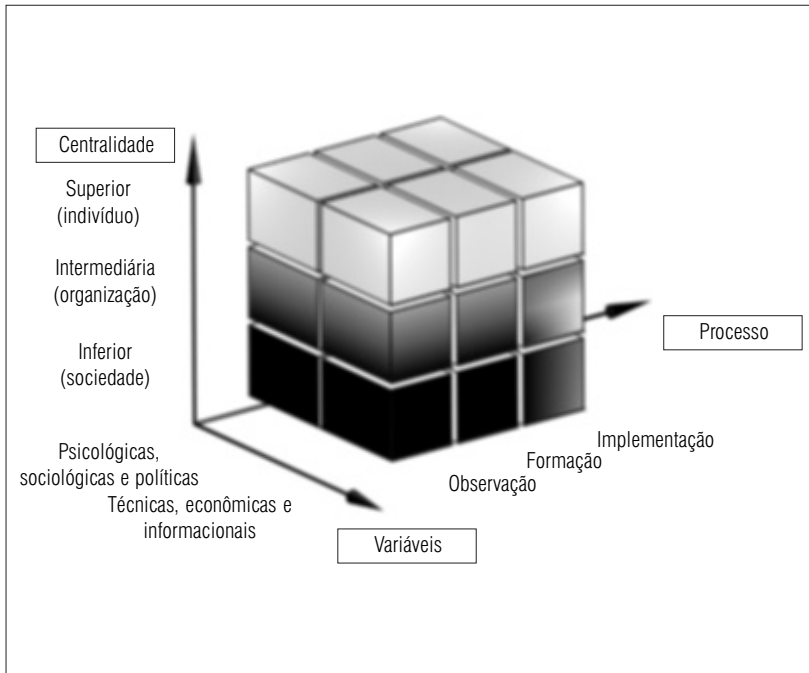 Centralidade
Superior
(indivíduo)
Intermediária
(organização)
Inferior
(sociedade)
Processo
Psicológicas,
sociológicas e políticas
Técnicas, econômicas e
informacionais
Implementação
Formação
Observação
Variáveis